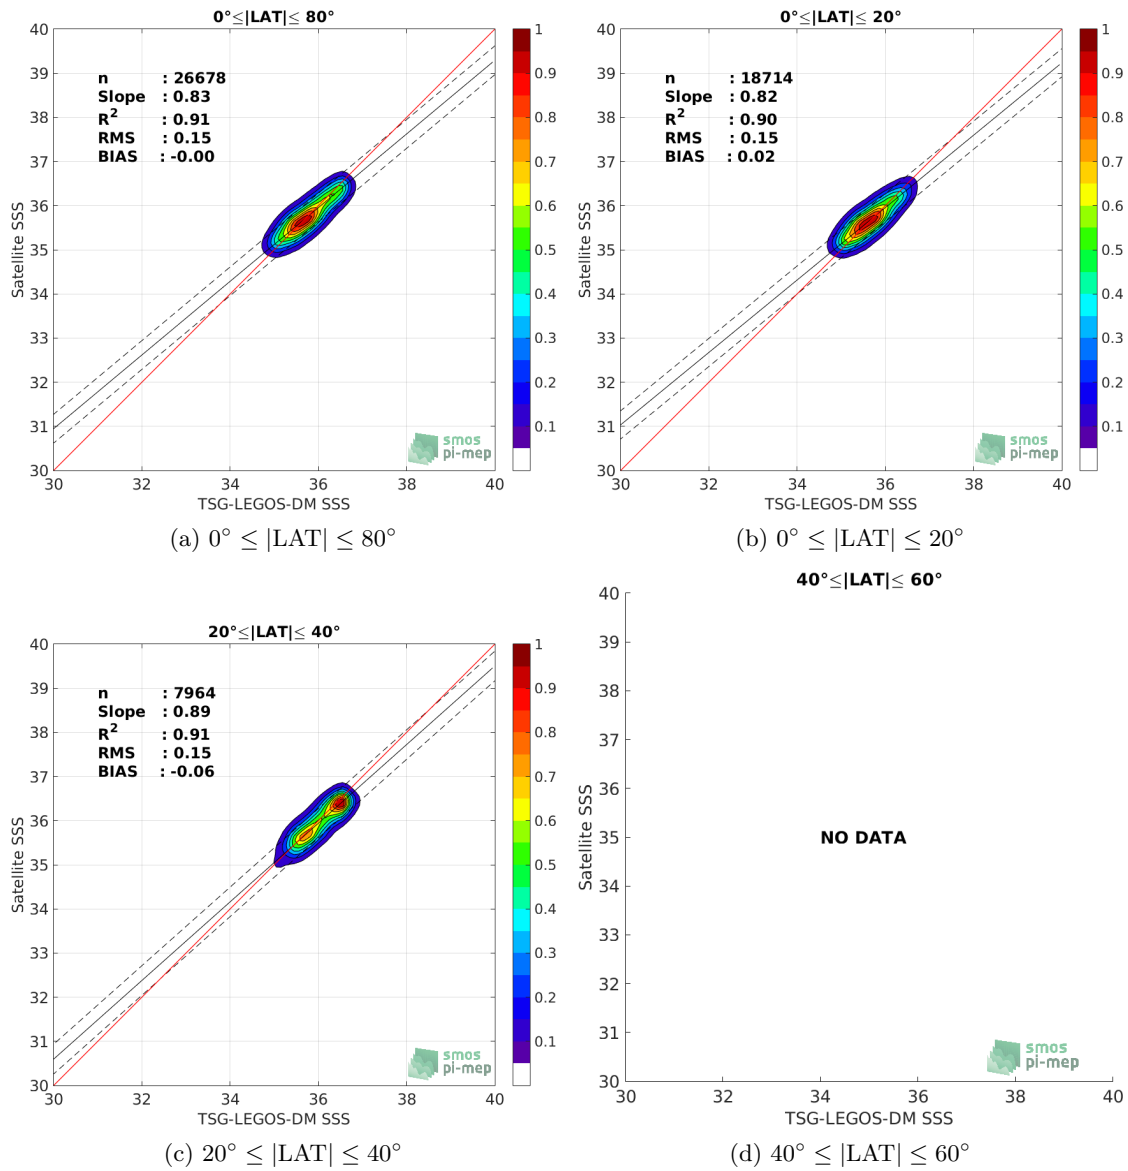 0°≤|LAT|≤ 80°
40
39
38
37
36
35
34
33
32
31
30
Satellite SSS
n : 26678
Slope : 0.83
R² : 0.91
RMS : 0.15
BIAS : -0.00
1
0.9
0.8
0.7
0.6
0.5
0.4
0.3
0.2
0.1
smos
pi-mep
30 32 34 36 38 40
TSG-LEGOS-DM SSS
(a) 0° ≤ |LAT| ≤ 80°
0°≤|LAT|≤ 20°
40
39
38
37
36
35
34
33
32
31
30
Satellite SSS
n : 18714
Slope : 0.82
R² : 0.90
RMS : 0.15
BIAS : 0.02
1
0.9
0.8
0.7
0.6
0.5
0.4
0.3
0.2
0.1
smos
pi-mep
30 32 34 36 38 40
TSG-LEGOS-DM SSS
(b) 0° ≤ |LAT| ≤ 20°
20°≤|LAT|≤ 40°
40
39
38
37
36
35
34
33
32
31
30
Satellite SSS
n : 7964
Slope : 0.89
R² : 0.91
RMS : 0.15
BIAS : -0.06
1
0.9
0.8
0.7
0.6
0.5
0.4
0.3
0.2
0.1
smos
pi-mep
30 32 34 36 38 40
TSG-LEGOS-DM SSS
(c) 20° ≤ |LAT| ≤ 40°
40°≤|LAT|≤ 60°
40
39
38
37
36
35
34
33
32
31
30
Satellite SSS
NO DATA
smos
pi-mep
30 32 34 36 38 40
TSG-LEGOS-DM SSS
(d) 40° ≤ |LAT| ≤ 60°